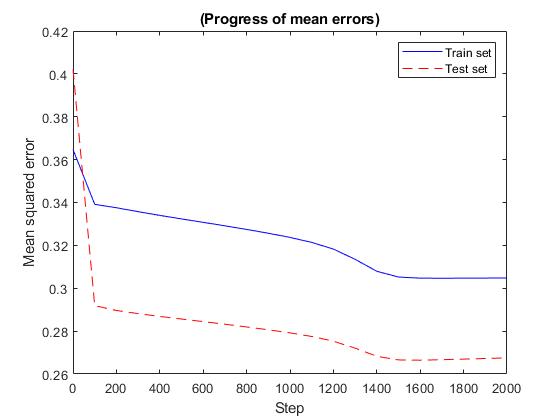 (Progress of mean errors)
0.42
0.4
0.38
0.36
0.34
0.32
0.3
0.28
0.26
Mean squared error
Train set
Test set
0 200 400 600 800 1000 1200 1400 1600 1800 2000
Step